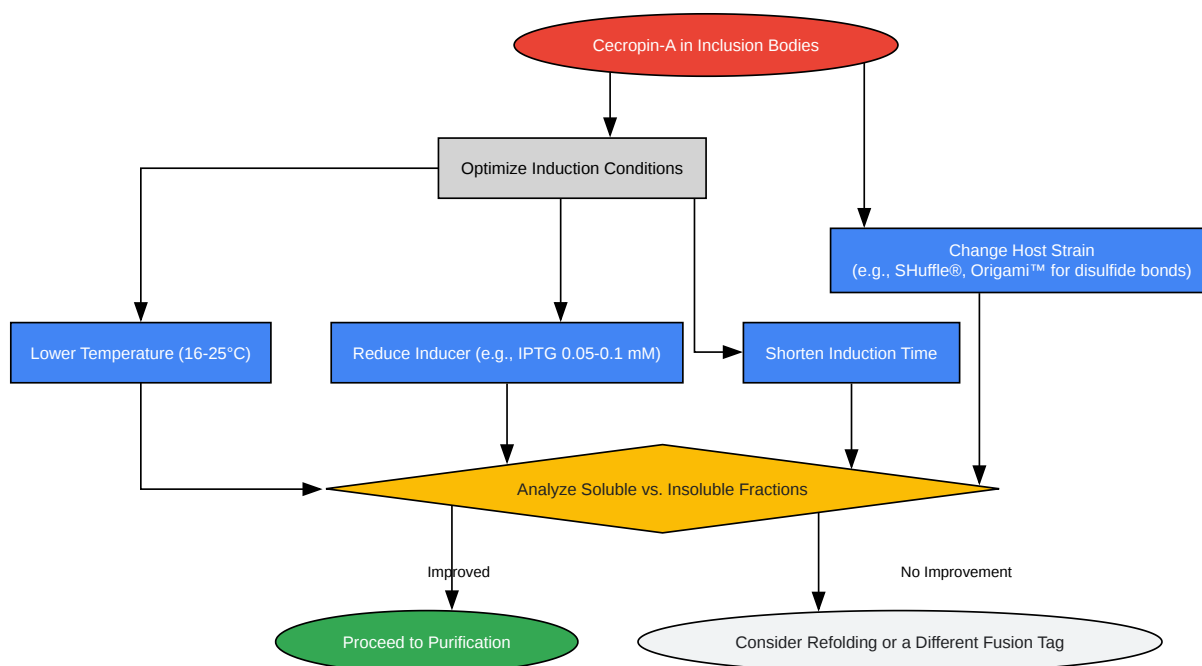 Cecropin-A in Inclusion Bodies
Optimize Induction Conditions
Change Host Strain
(e.g., SHuffle®, Origami™ for disulfide bonds)
Lower Temperature (16-25°C)
Reduce Inducer (e.g., IPTG 0.05-0.1 mM)
Shorten Induction Time
Analyze Soluble vs. Insoluble Fractions
Improved
No Improvement
Proceed to Purification
Consider Refolding or a Different Fusion Tag